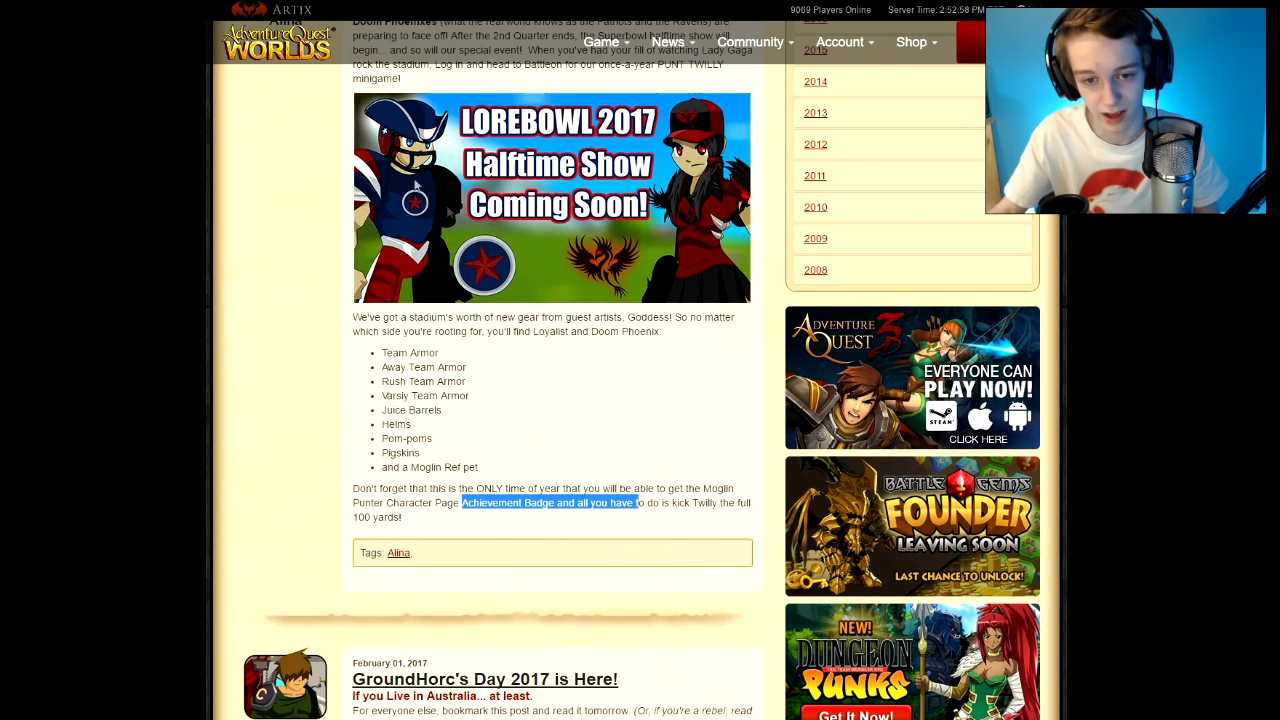 ARTIX
9069 Players Online
Server Time: 2:52:58 PM
Alina
AdventureQuest
WORLDS
Game
News
Community
Account
Shop
Doom Phoenixes (what the real world knows as the Patriots and the Ravens) are
preparing to face off! After the 2nd Quarter ends, the Superbowl halftime show will
begin... and so will our special event! When you've had your fill of watching Lady Gaga
rock the stadium, Log in and head to Battleon for our once-a-year PUNT TWILLY
minigame!
LOREBOWL 2017
Halftime Show
Coming Soon!
We've got a stadium's worth of new gear from guest artists, Goddess! So no matter
which side you're rooting for, you'll find Loyalist and Doom Phoenix:
Team Armor
Away Team Armor
Rush Team Armor
Varsiy Team Armor
Juice Barrels
Helms
Pom-poms
Pigskins
and a Moglin Ref pet
Don't forget that this is the ONLY time of year that you will be able to get the Moglin
Punter Character Page Achievement Badge and all you have to do is kick Twilly the full
100 yards!
Tags: Alina,
February 01, 2017
GroundHorc's Day 2017 is Here!
If you Live in Australia... at least.
For everyone else, bookmark this post and read it tomorrow. (Or, if you're a rebel, read
2015
2014
2013
2012
2011
2010
2009
2008
ADVENTURE
QUEST 3
EVERYONE CAN
PLAY NOW!
STEAM
CLICK HERE
BATTLE GEMS
FOUNDER
LEAVING SOON
LAST CHANCE TO UNLOCK!
NEW!
DUNGEON
PUNKS
Get It Now!